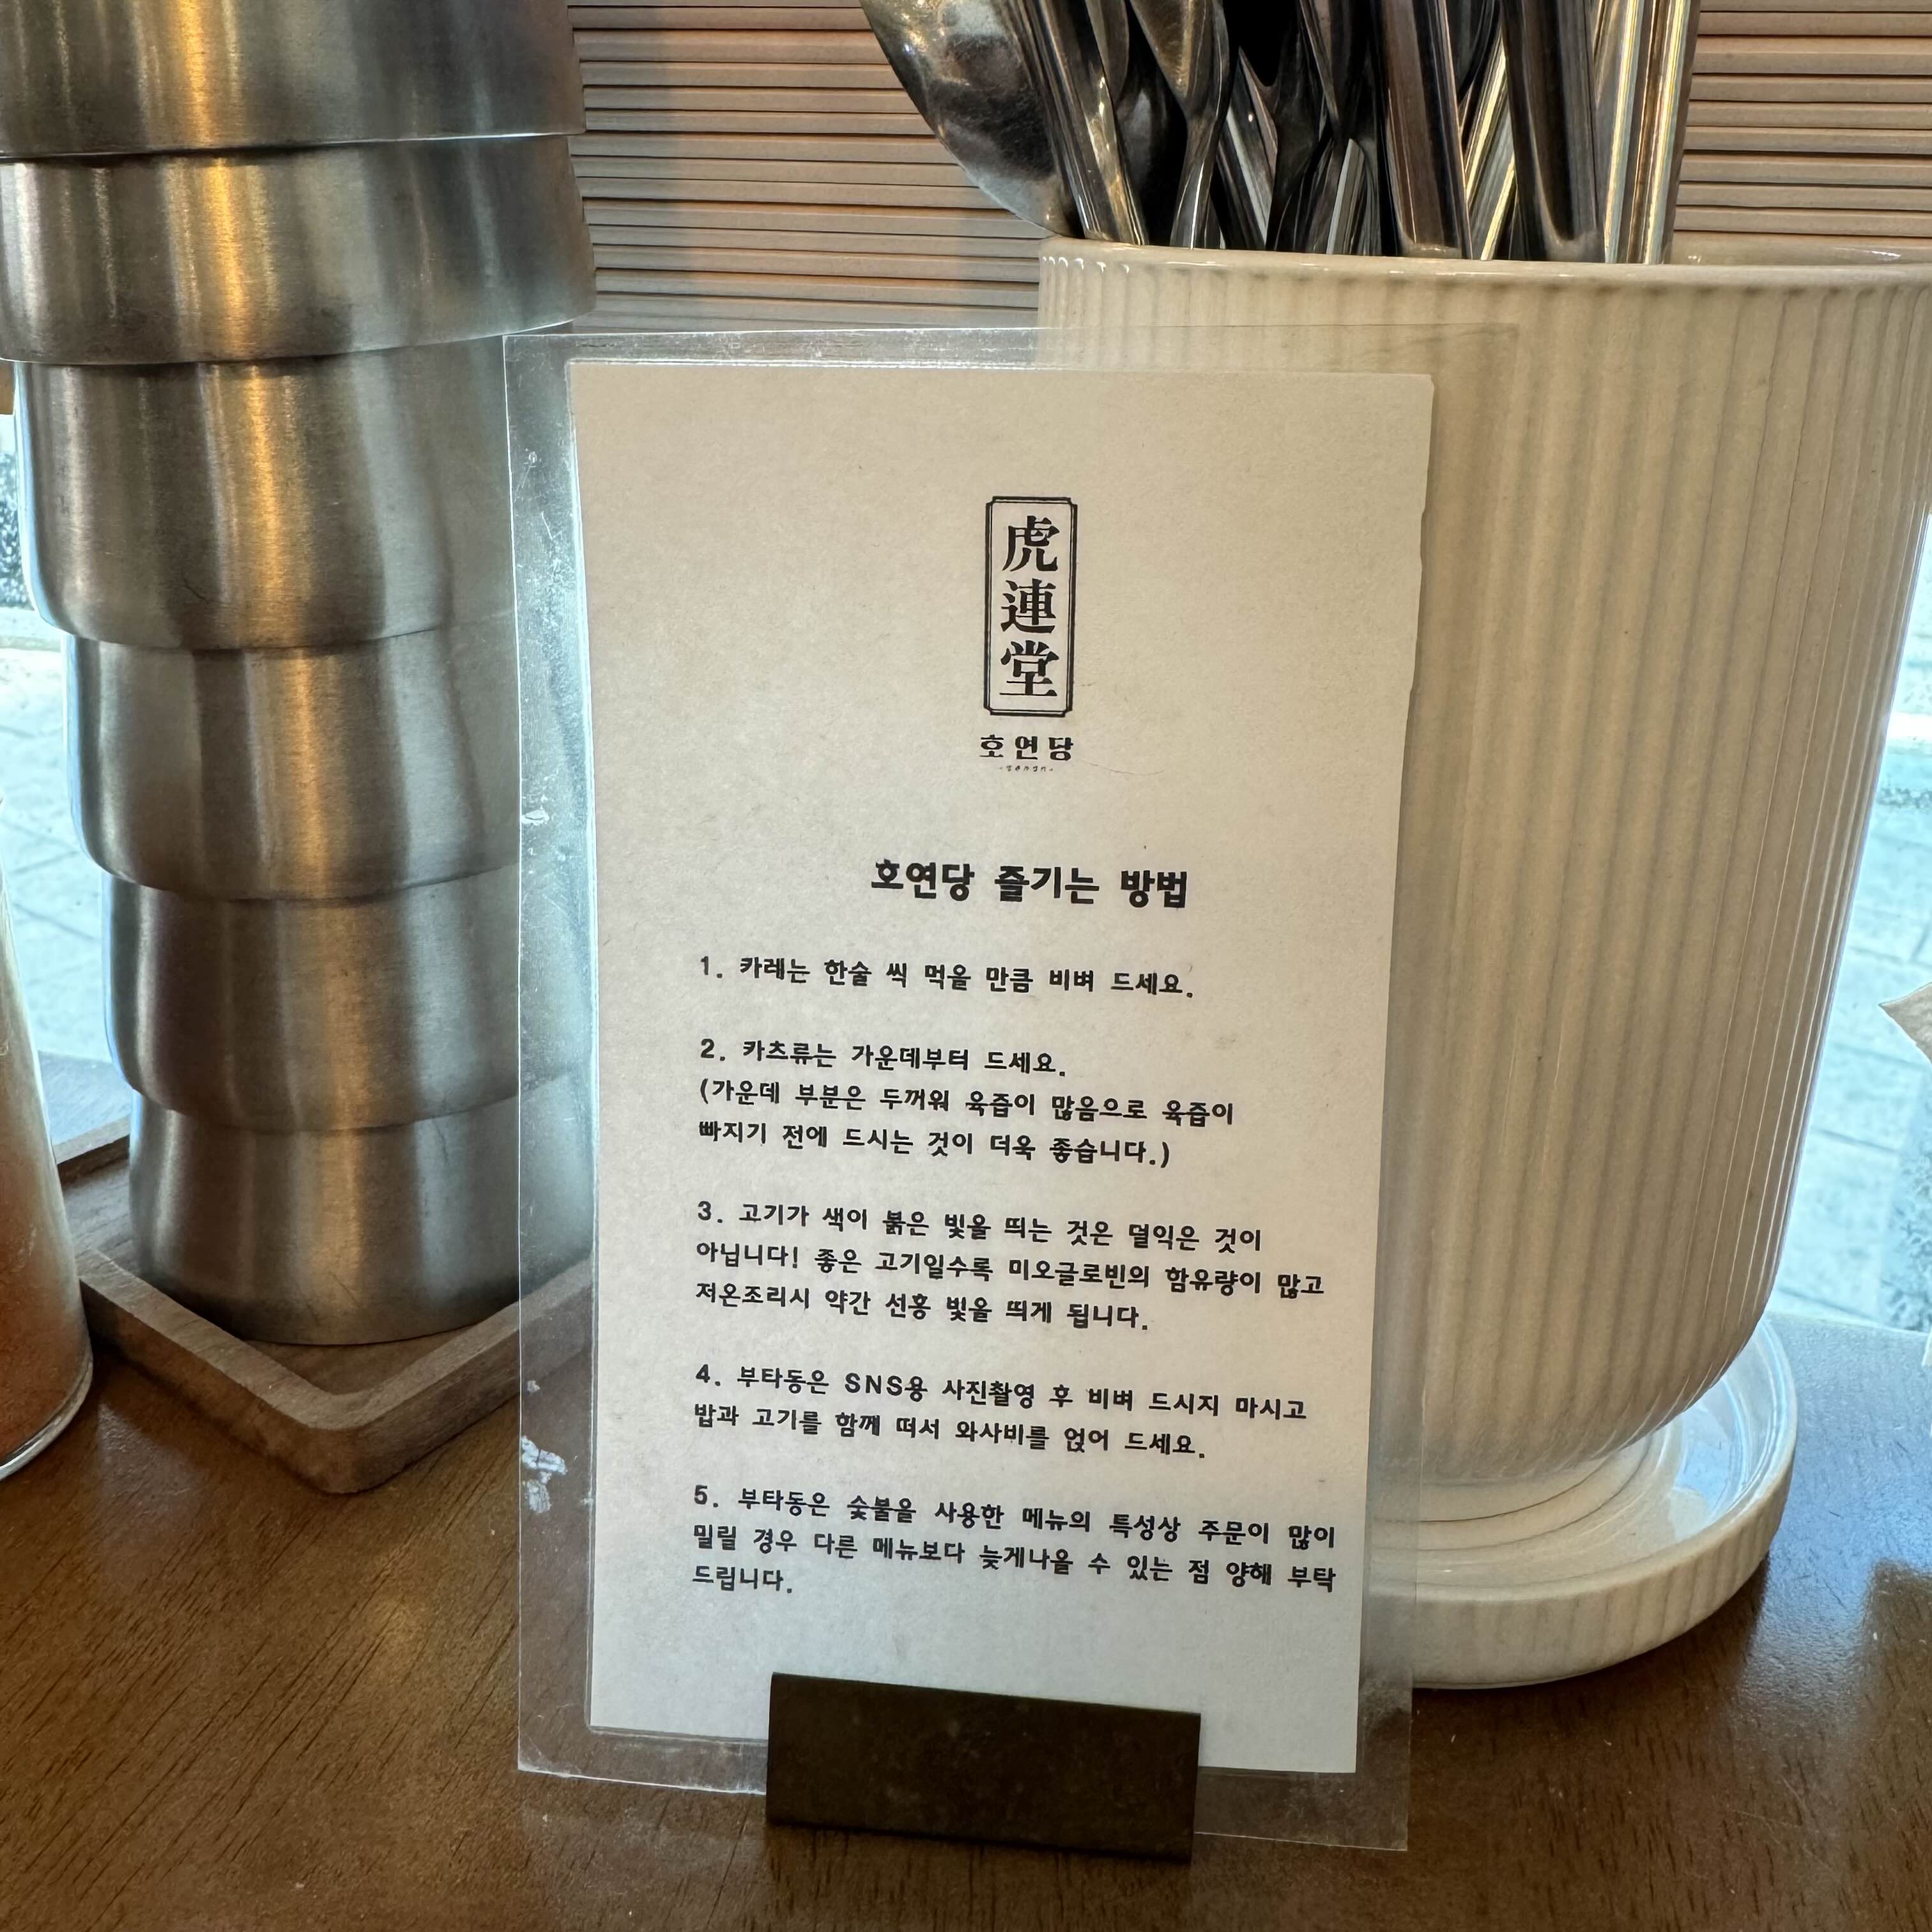 虎連堂
호연당
호연당 즐기는 방법
1. 카레는 한술 씩 먹을 만큼 비벼 드세요.
2. 카츠류는 가운데부터 드세요.
(가운데 부분은 두꺼워 육즙이 많음으로 육즙이
빠지기 전에 드시는 것이 더욱 좋습니다.)
3. 고기가 색이 붉은 빛을 띄는 것은 덜익은 것이
아닙니다! 좋은 고기일수록 미오글로빈의 함유량이 많고
저온조리시 약간 선홍 빛을 띄게 됩니다.
4. 부타동은 SNS용 사진촬영 후 비벼 드시지 마시고
밥과 고기를 함께 떠서 와사비를 얹어 드세요.
5. 부타동은 숯불을 사용한 메뉴의 특성상 주문이 많이
밀릴 경우 다른 메뉴보다 늦게나올 수 있는 점 양해 부탁
드립니다.